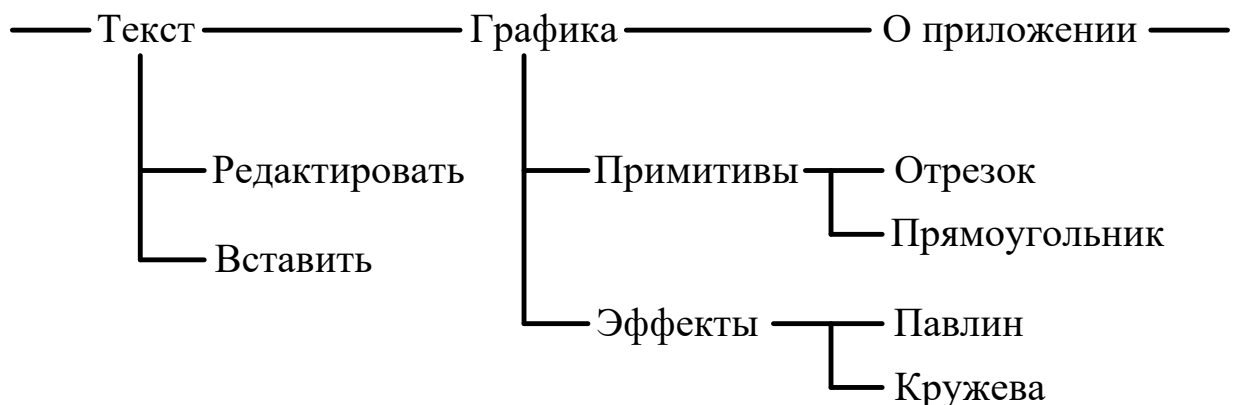 Текст Графика О приложении
Редактировать Примитивы Отрезок
Прямоугольник
Вставить
Эффекты Павлин
Кружева